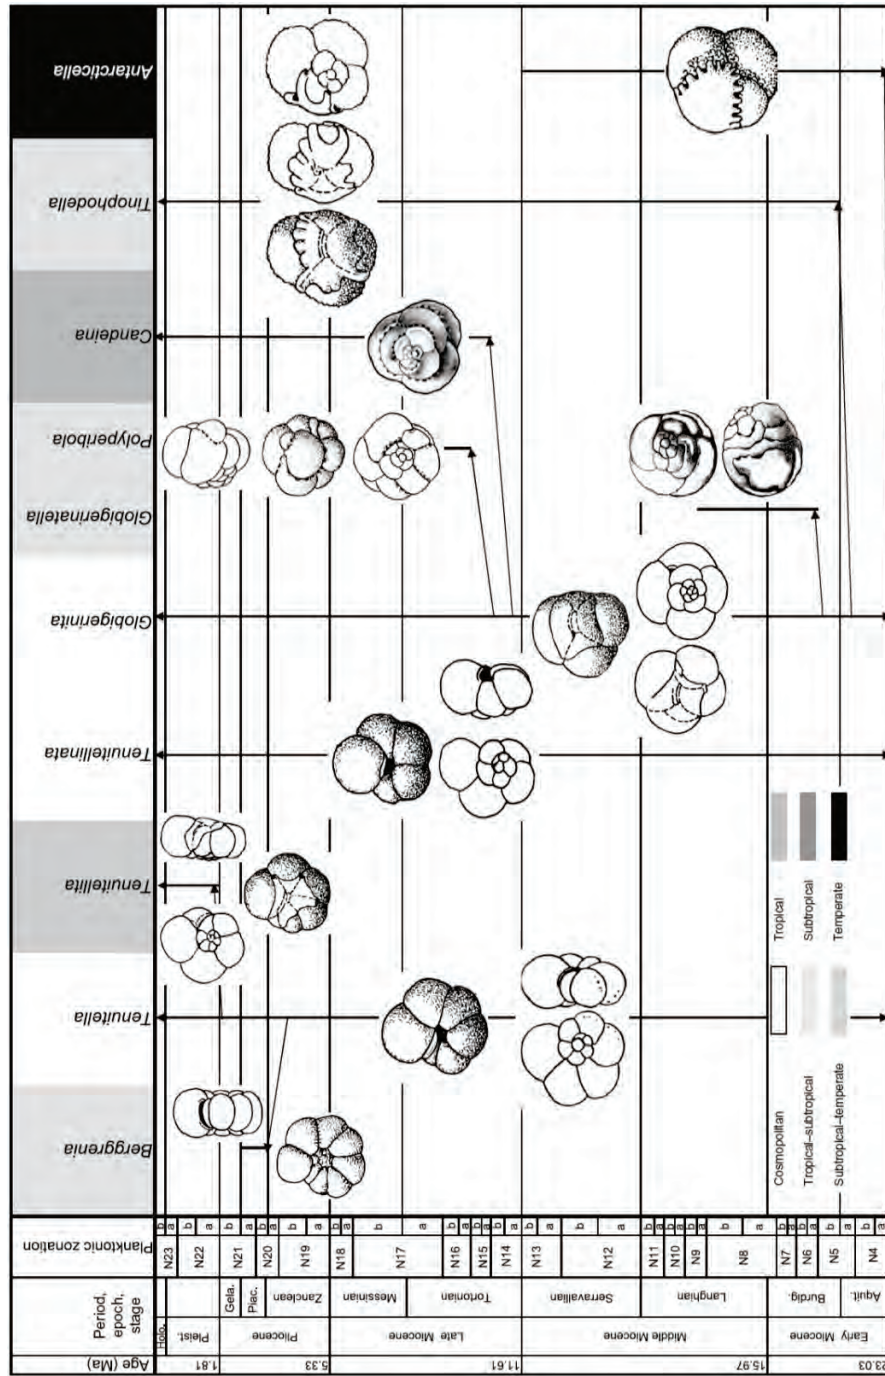 Age (Ma)
Period,
epoch,
stage
Planktonic zonation
Berggrenia
Tenuitella
Tenuitellita
Tenuitellinata
Globigerinita
Globigerinatella
Polyperibola
Candeina
Tinophodella
Antarcticella
1.81
5.33
11.61
15.97
23.03
Holo.
Pleist.
Pliocene
Late Miocene
Middle Miocene
Early Miocene
Gela.
Piac.
Zanclean
Messinian
Tortonian
Serravallian
Langhian
Burdig.
Aquit.
N23 b a
N22 b a
N21 b a
N20 b a
N19 b a
N18 b a
N17 b a
N16 b a
N15 b a
N14 b a
N13 b a
N12 b a
N11 b a
N10 b a
N9 b a
N8 b a
N7 b a
N6 b a
N5 b a
N4 b a
Cosmopolitan
Tropical–subtropical
Subtropical–temperate
Tropical
Subtropical
Temperate